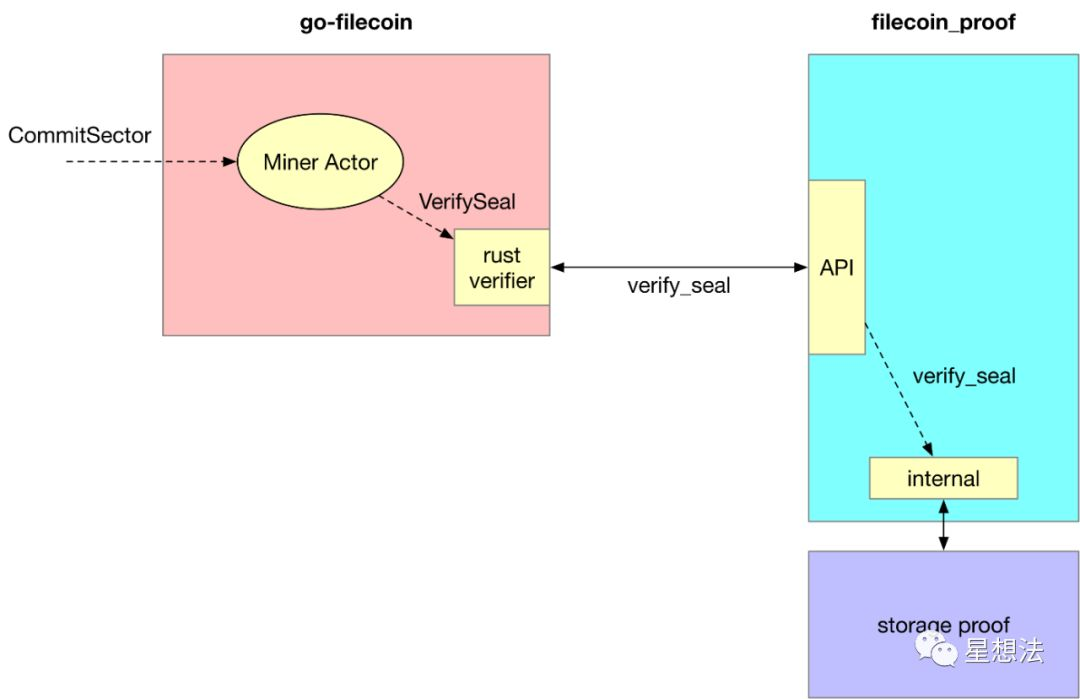 go-filecoin
filecoin_proof
CommitSector
Miner Actor
VerifySeal
rust
verifier
verify_seal
API
verify_seal
internal
storage proof
星想法